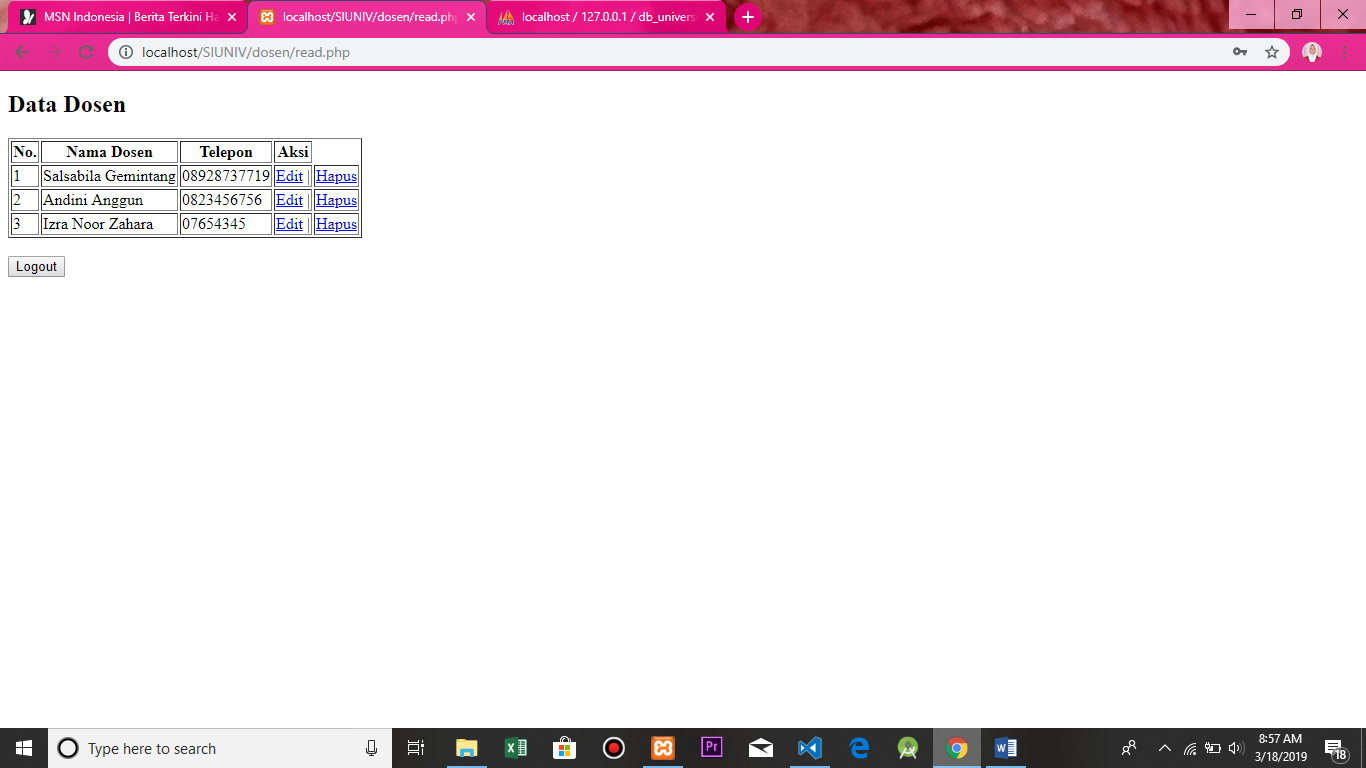 MSN Indonesia | Berita Terkini Ha
localhost/SIUNIV/dosen/read.php
localhost / 127.0.0.1 / db_univers
localhost/SIUNIV/dosen/read.php
Data Dosen
No. Nama Dosen Telepon Aksi
1 Salsabila Gemintang 08928737719 Edit | Hapus
2 Andini Anggun 0823456756 Edit | Hapus
3 Izra Noor Zahara 07654345 Edit | Hapus
Logout
Type here to search
Pr
8:57 AM
3/18/2019
18